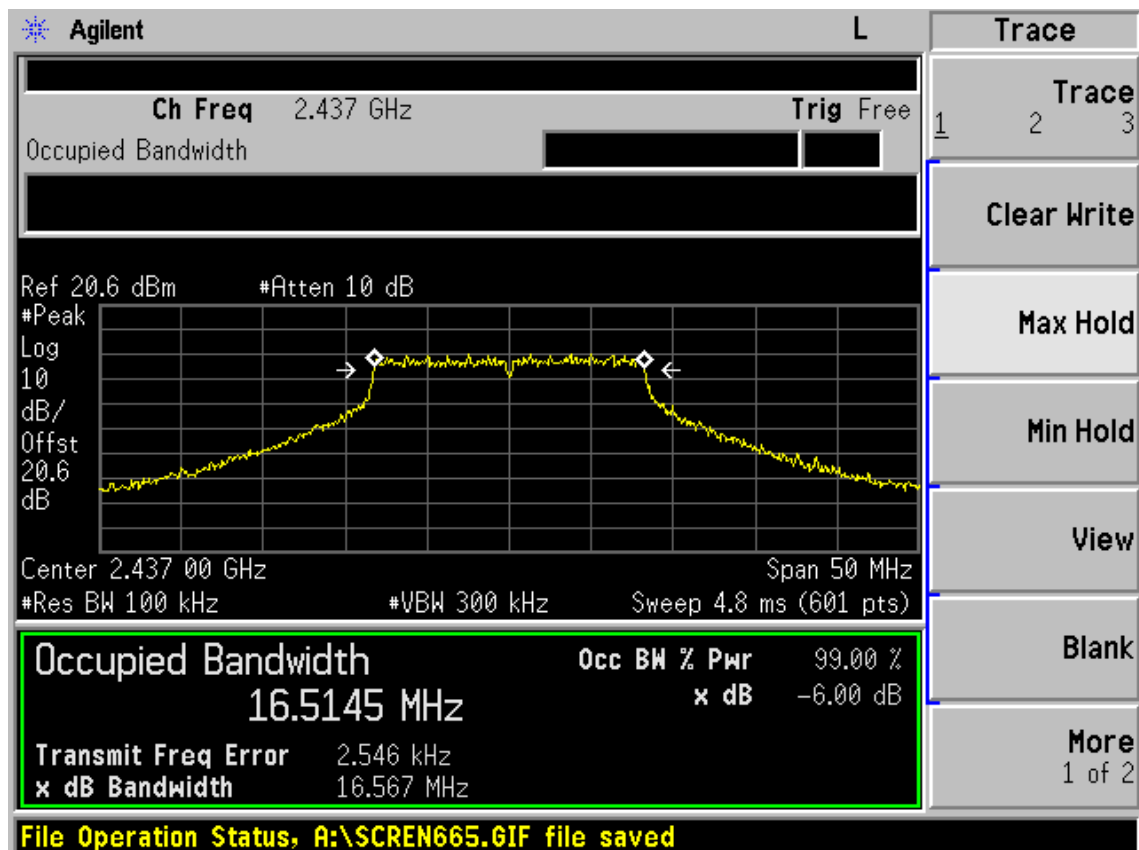 Agilent
L
Trace
Ch Freq 2.437 GHz
Trig Free
Occupied Bandwidth
Ref 20.6 dBm #Atten 10 dB
#Peak
Log
10
dB/
Offst
20.6
dB
Center 2.437 00 GHz
Span 50 MHz
#Res BW 100 kHz #VBW 300 kHz Sweep 4.8 ms (601 pts)
Occupied Bandwidth
16.5145 MHz
Occ BW % Pwr 99.00 %
x dB -6.00 dB
Transmit Freq Error 2.546 kHz
x dB Bandwidth 16.567 MHz
Trace
1 2 3
Clear Write
Max Hold
Min Hold
View
Blank
More
1 of 2
File Operation Status, A:\SCREN665.GIF file saved